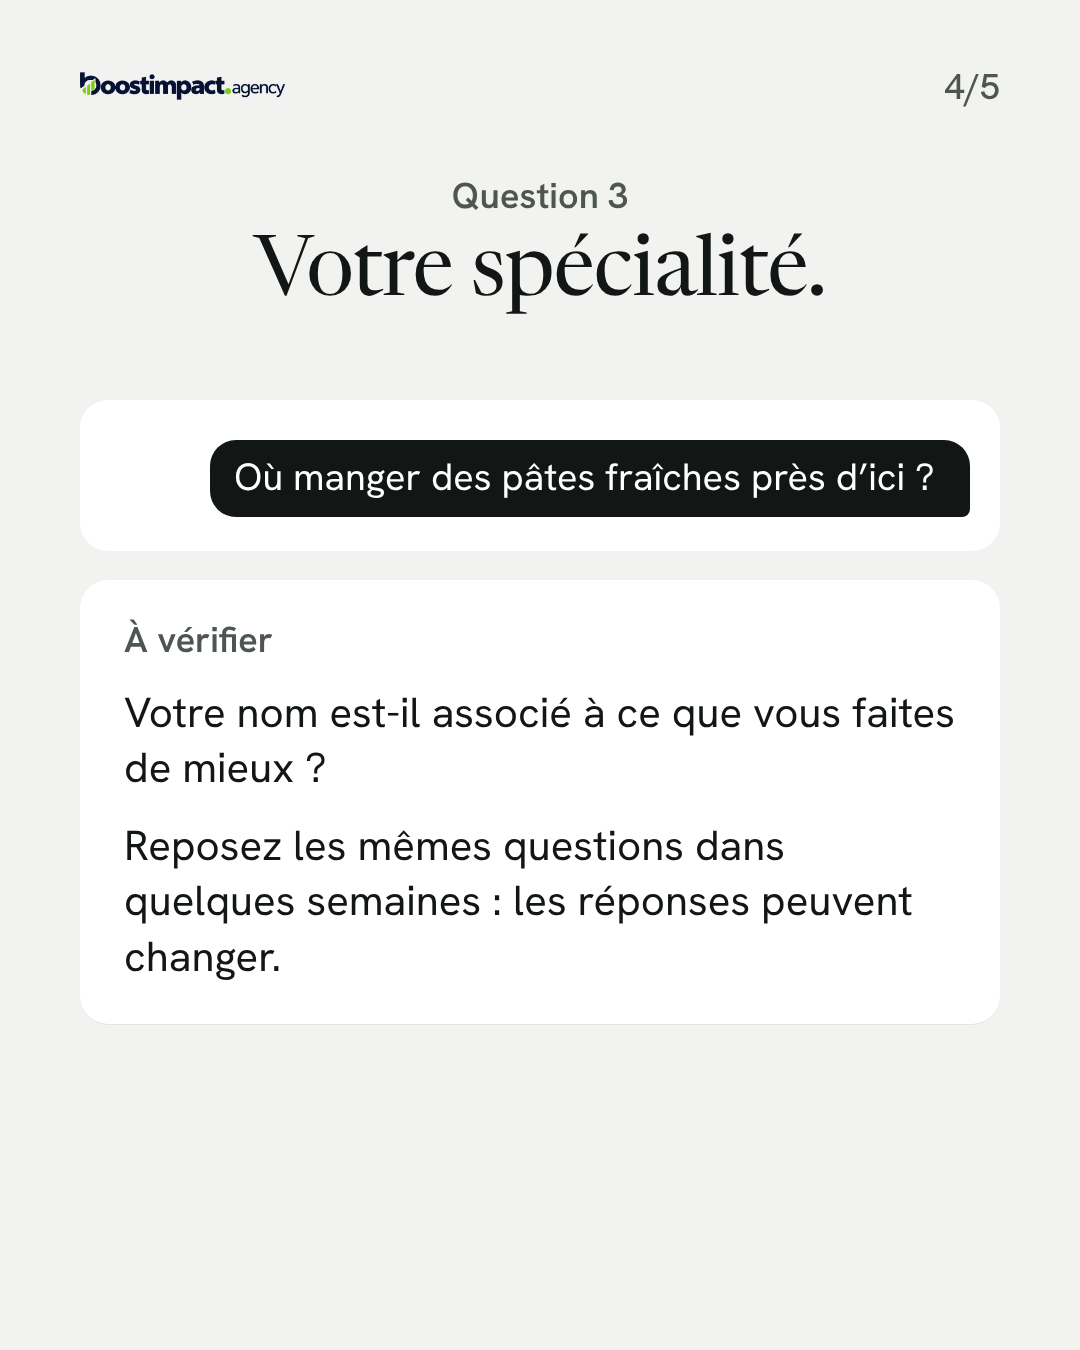 boostimpact.agency
4/5
Question 3
Votre spécialité.
Où manger des pâtes fraîches près d’ici ?
À vérifier
Votre nom est-il associé à ce que vous faites
de mieux ?
Reposez les mêmes questions dans
quelques semaines : les réponses peuvent
changer.